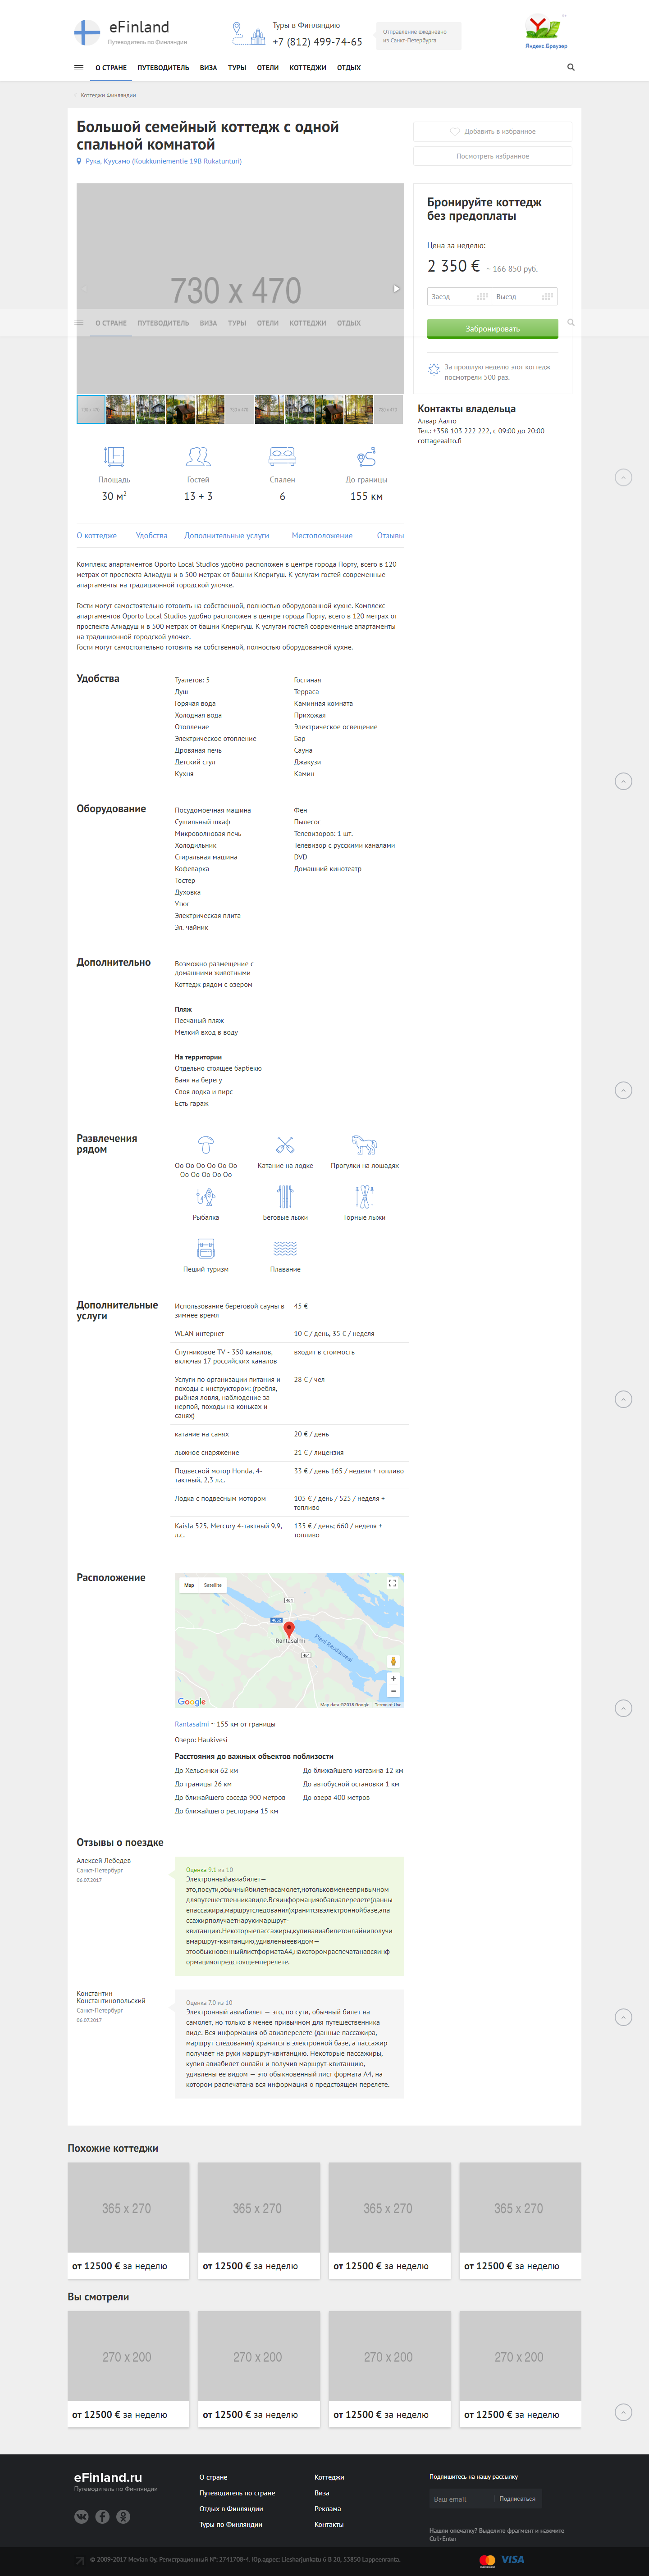 eFinland
Путеводитель по Финляндии
Туры в Финляндию
+7 (812) 499-74-65
Отправление ежедневно
из Санкт-Петербурга
Яндекс.Браузер
О СТРАНЕ ПУТЕВОДИТЕЛЬ ВИЗА ТУРЫ ОТЕЛИ КОТТЕДЖИ ОТДЫХ
Коттеджи Финляндии
Большой семейный коттедж с одной
спальной комнатой
Рука, Куусамо (Koukkuniementie 19B Rukatunturi)
Добавить в избранное
Посмотреть избранное
730 x 470
О СТРАНЕ ПУТЕВОДИТЕЛЬ ВИЗА ТУРЫ ОТЕЛИ КОТТЕДЖИ ОТДЫХ
Бронируйте коттедж
без предоплаты
Цена за неделю:
2 350 € ~ 166 850 руб.
Заезд Выезд
Забронировать
За прошлую неделю этот коттедж
посмотрели 500 раз.
730 x 470 730 x 470 730 x 470
Контакты владельца
Алвар Аалто
Тел.: +358 103 222 222, с 09:00 до 20:00
cottageaalto.fi
Площадь Гостей Спален До границы
30 м2 13 + 3 6 155 км
О коттедже Удобства Дополнительные услуги Местоположение Отзывы
Комплекс апартаментов Oporto Local Studios удобно расположен в центре города Порту, всего в 120
метрах от проспекта Алиадуш и в 500 метрах от башни Клеригуш. К услугам гостей современные
апартаменты на традиционной городской улочке.
Гости могут самостоятельно готовить на собственной, полностью оборудованной кухне. Комплекс
апартаментов Oporto Local Studios удобно расположен в центре города Порту, всего в 120 метрах от
проспекта Алиадуш и в 500 метрах от башни Клеригуш. К услугам гостей современные апартаменты
на традиционной городской улочке.
Гости могут самостоятельно готовить на собственной, полностью оборудованной кухне.
Удобства
Туалетов: 5
Душ
Горячая вода
Холодная вода
Отопление
Электрическое отопление
Дровяная печь
Детский стул
Кухня
Гостиная
Терраса
Каминная комната
Прихожая
Электрическое освещение
Бар
Сауна
Джакузи
Камин
Оборудование
Посудомоечная машина
Сушильный шкаф
Микроволновая печь
Холодильник
Стиральная машина
Кофеварка
Тостер
Духовка
Утюг
Электрическая плита
Эл. чайник
Фен
Пылесос
Телевизоров: 1 шт.
Телевизор с русскими каналами
DVD
Домашний кинотеатр
Дополнительно
Возможно размещение с
домашними животными
Коттедж рядом с озером
Пляж
Песчаный пляж
Мелкий вход в воду
На территории
Отдельно стоящее барбекю
Баня на берегу
Своя лодка и пирс
Есть гараж
Развлечения
рядом
Оо Оо Оо Оо Оо Оо
Оо Оо Оо Оо Оо
Катание на лодке
Прогулки на лошадях
Рыбалка
Беговые лыжи
Горные лыжи
Пеший туризм
Плавание
Дополнительные
услуги
Использование береговой сауны в
зимнее время
45 €
WLAN интернет
10 € / день, 35 € / неделя
Спутниковое TV - 350 каналов,
включая 17 российских каналов
входит в стоимость
Услуги по организации питания и
походы с инструктором: (гребля,
рыбная ловля, наблюдение за
нерпой, походы на коньках и
санях)
28 € / чел
катание на санях
20 € / день
лыжное снаряжение
21 € / лицензия
Подвесной мотор Honda, 4-
тактный, 2,3 л.с.
33 € / день 165 / неделя + топливо
Лодка с подвесным мотором
105 € / день / 525 / неделя +
топливо
Kaisla 525, Mercury 4-тактный 9,9,
л.с.
135 € / день; 660 / неделя +
топливо
Расположение
Map Satellite
464
Rantasalmi
464
Google
Map data ©2018 Google Terms of Use
Rantasalmi ~ 155 км от границы
Озеро: Haukivesi
Расстояния до важных объектов поблизости
До Хельсинки 62 км
До границы 26 км
До ближайшего соседа 900 метров
До ближайшего ресторана 15 км
До ближайшего магазина 12 км
До автобусной остановки 1 км
До озера 400 метров
Отзывы о поездке
Алексей Лебедев
Санкт-Петербург
06.07.2017
Оценка 9.1 из 10
Электронныйавиабилет—
это,посути,обычныйбилетнасамолет,нотольковменеепривычном
дляпутешественникавиде.Всяинформацияобавиаперелете(данны
епассажира,маршрутследования)хранитсявэлектроннойбазе,апа
ссажирполучаетнарукимаршрут-
квитанцию.Некоторыепассажиры,купивавиабилетонлайниполучи
вмаршрут-квитанцию,удивленыеевидом—
этообыкновенныйлистформатаА4,накоторомраспечатанавсяинф
ормацияопредстоящемперелете.
Константин
Константинопольский
Санкт-Петербург
06.07.2017
Оценка 7.0 из 10
Электронный авиабилет — это, по сути, обычный билет на
самолет, но только в менее привычном для путешественника
виде. Вся информация об авиаперелете (данные пассажира,
маршрут следования) хранится в электронной базе, а пассажир
получает на руки маршрут-квитанцию. Некоторые пассажиры,
купив авиабилет онлайн и получив маршрут-квитанцию,
удивлены ее видом — это обыкновенный лист формата А4, на
котором распечатана вся информация о предстоящем перелете.
Похожие коттеджи
365 x 270 365 x 270 365 x 270 365 x 270
от 12500 € за неделю от 12500 € за неделю от 12500 € за неделю от 12500 € за неделю
Вы смотрели
270 x 200 270 x 200 270 x 200 270 x 200
от 12500 € за неделю от 12500 € за неделю от 12500 € за неделю от 12500 € за неделю
eFinland.ru
Путеводитель по Финляндии
О стране
Путеводитель по стране
Отдых в Финляндии
Туры по Финляндии
Коттеджи
Виза
Реклама
Контакты
Подпишитесь на нашу рассылку
Ваш email Подписаться
Нашли опечатку? Выделите фрагмент и нажмите
Ctrl+Enter
© 2009-2017 Mevlan Oy. Регистрационный №: 2741708-4. Юр.адрес: Liesharjunkatu 6 B 20, 53850 Lappeenranta.
VISA